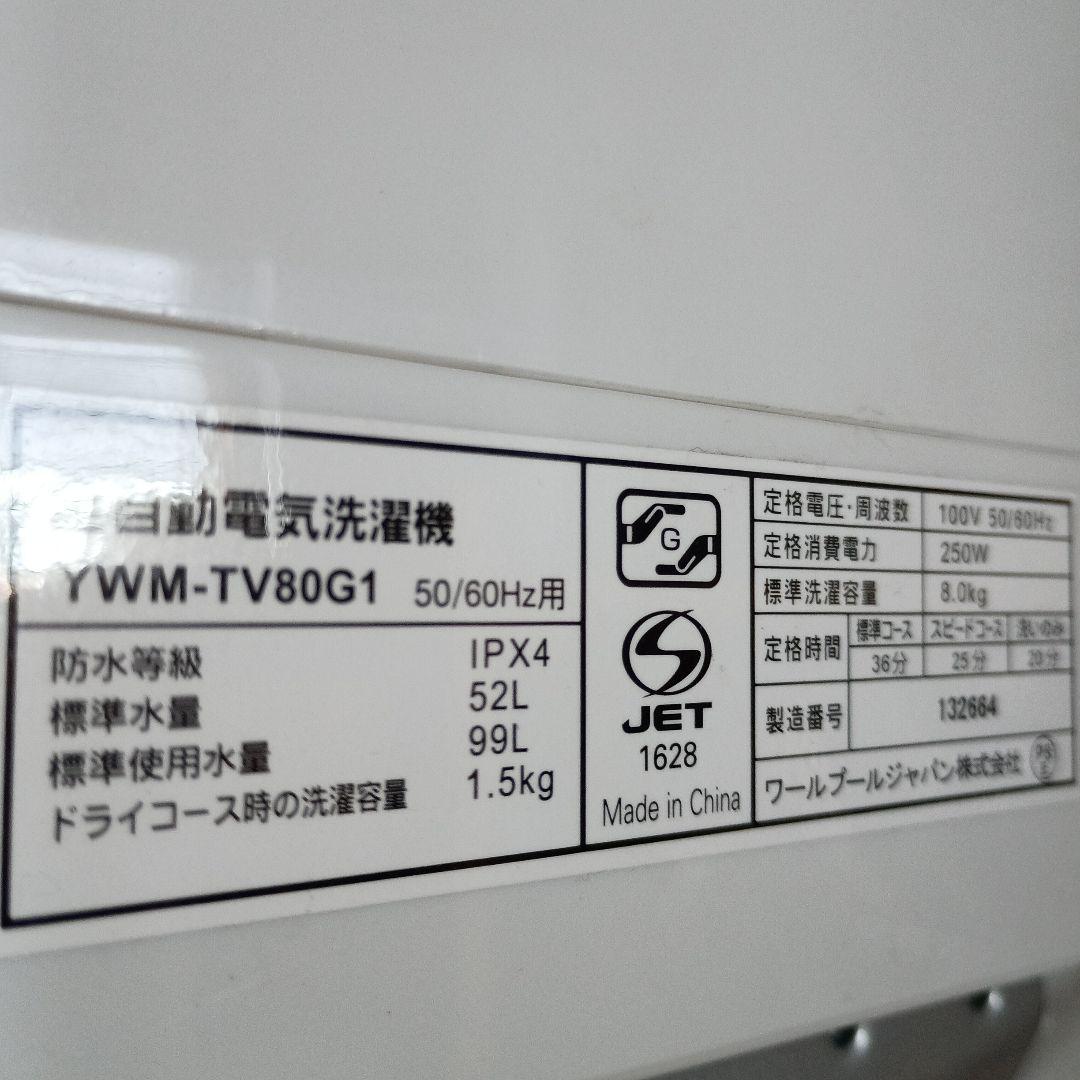 自動電気洗濯機
YWM-TV80G1 50/60Hz用
防水等級 IPX4
標準水量 52L
標準使用水量 99L
ドライコース時の洗濯容量 1.5kg
G
JET
1628
Made in China
定格電圧・周波数 100V 50/60Hz
定格消費電力 250W
標準洗濯容量 8.0kg
定格時間 標準コース スピードコース 洗いのみ
36分 25分 20分
製造番号 132664
ワールプールジャパン株式会社 PS E